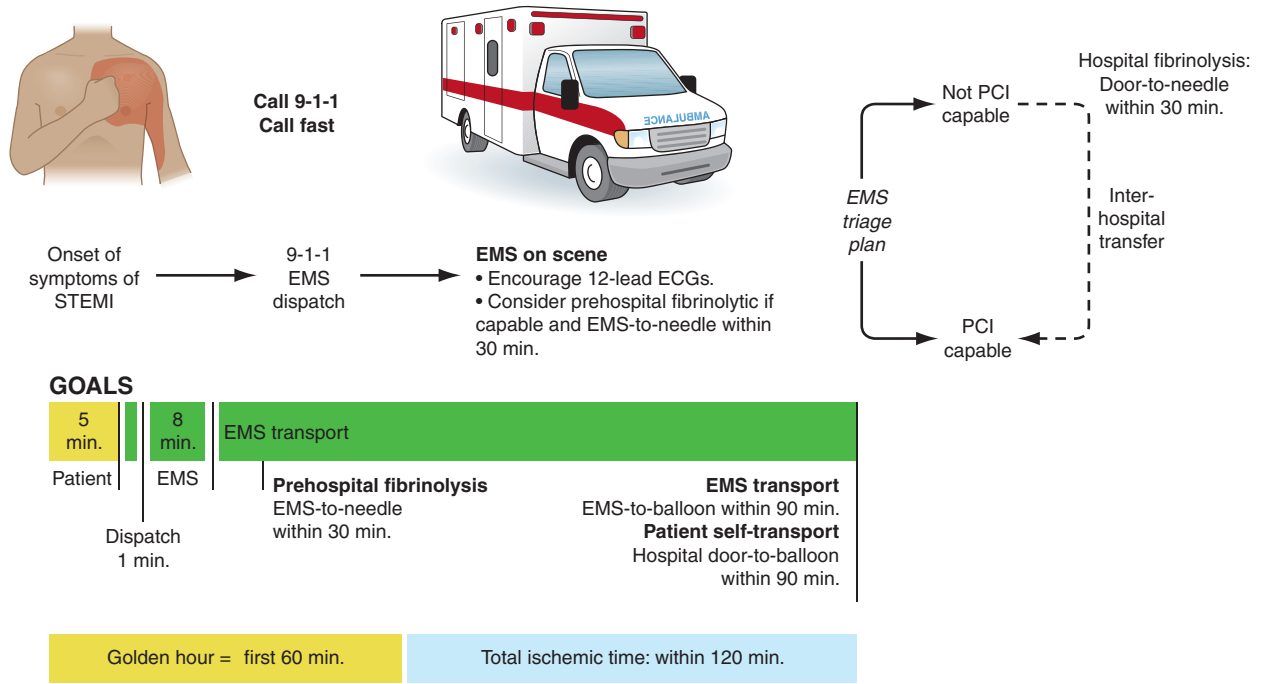 Call 9-1-1
Call fast
AMBULANCE
Hospital fibrinolysis:
Door-to-needle
within 30 min.
Not PCI
capable
EMS
triage
plan
Inter-
hospital
transfer
PCI
capable
Onset of
symptoms of
STEMI
9-1-1
EMS
dispatch
EMS on scene
• Encourage 12-lead ECGs.
• Consider prehospital fibrinolytic if
capable and EMS-to-needle within
30 min.
GOALS
5
min.
8
min.
EMS transport
Patient
EMS
Dispatch
1 min.
Prehospital fibrinolysis
EMS-to-needle
within 30 min.
EMS transport
EMS-to-balloon within 90 min.
Patient self-transport
Hospital door-to-balloon
within 90 min.
Golden hour = first 60 min.
Total ischemic time: within 120 min.